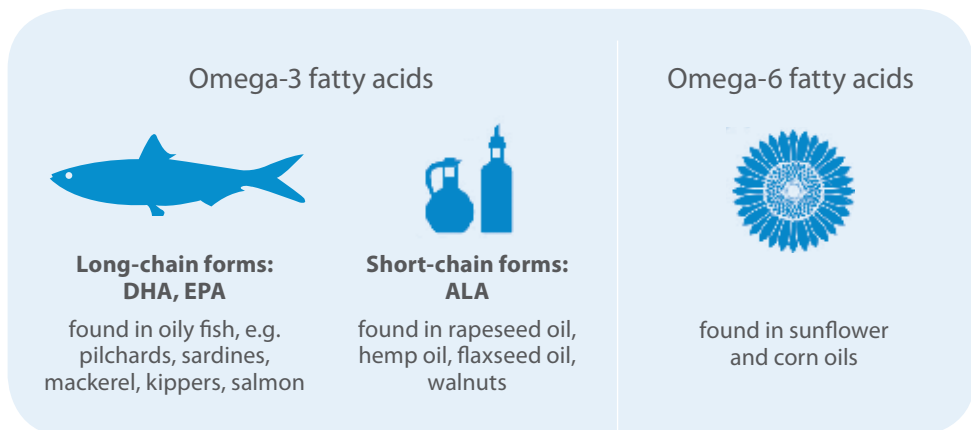 Omega-3 fatty acids
Omega-6 fatty acids
Long-chain forms:
DHA, EPA
found in oily fish, e.g.
pilchards, sardines,
mackerel, kippers, salmon
Short-chain forms:
ALA
found in rapeseed oil,
hemp oil, flaxseed oil,
walnuts
found in sunflower
and corn oils